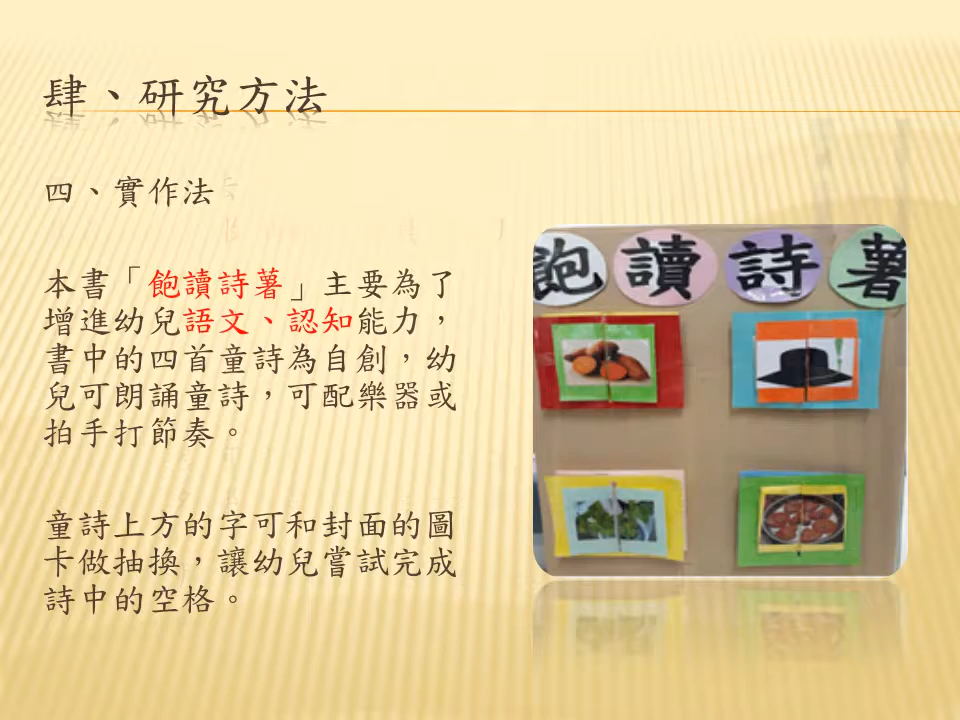 肆、研究方法
四、實作法
本書「飽讀詩薯」主要為了
增進幼兒語文、認知能力，
書中的四首童詩為自創，幼
兒可朗誦童詩，可配樂器或
拍手打節奏。
童詩上方的字可和封面的圖
卡做抽換，讓幼兒嘗試完成
詩中的空格。
飽讀詩薯